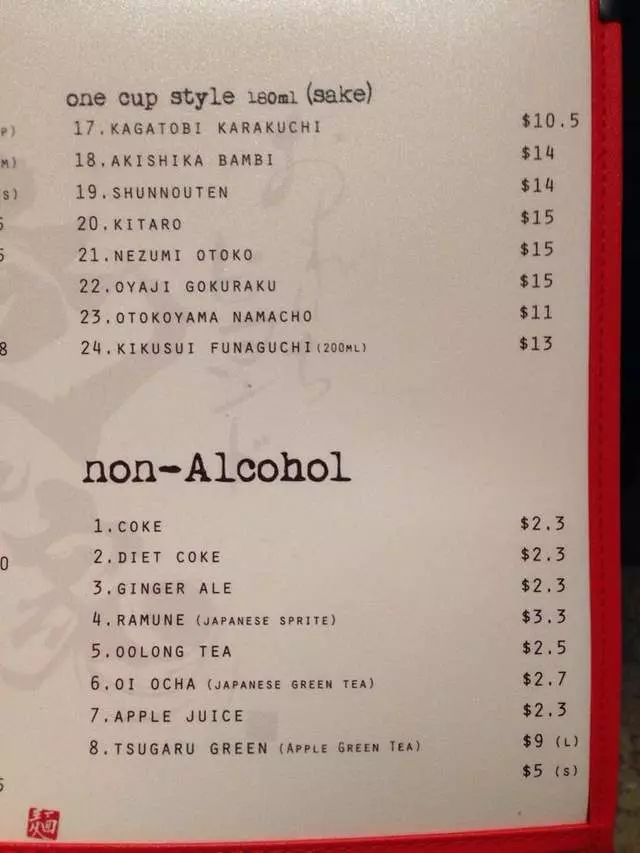 one cup style 180ml (sake)
17.KAGATOBI KARAKUCHI $10.5
18.AKISHIKA BAMBI $14
19.SHUNNOUTEN $14
20.KITARO $15
21.NEZUMI OTOKO $15
22.OYAJI GOKURAKU $15
23.OTOKOYAMA NAMACHO $11
24.KIKUSUI FUNAGUCHI(200ML) $13
non-Alcohol
1.COKE $2.3
2.DIET COKE $2.3
3.GINGER ALE $2.3
4.RAMUNE (JAPANESE SPRITE) $3.3
5.OOLONG TEA $2.5
6.OI OCHA (JAPANESE GREEN TEA) $2.7
7.APPLE JUICE $2.3
8.TSUGARU GREEN (APPLE GREEN TEA) $9 (L)
$5 (S)